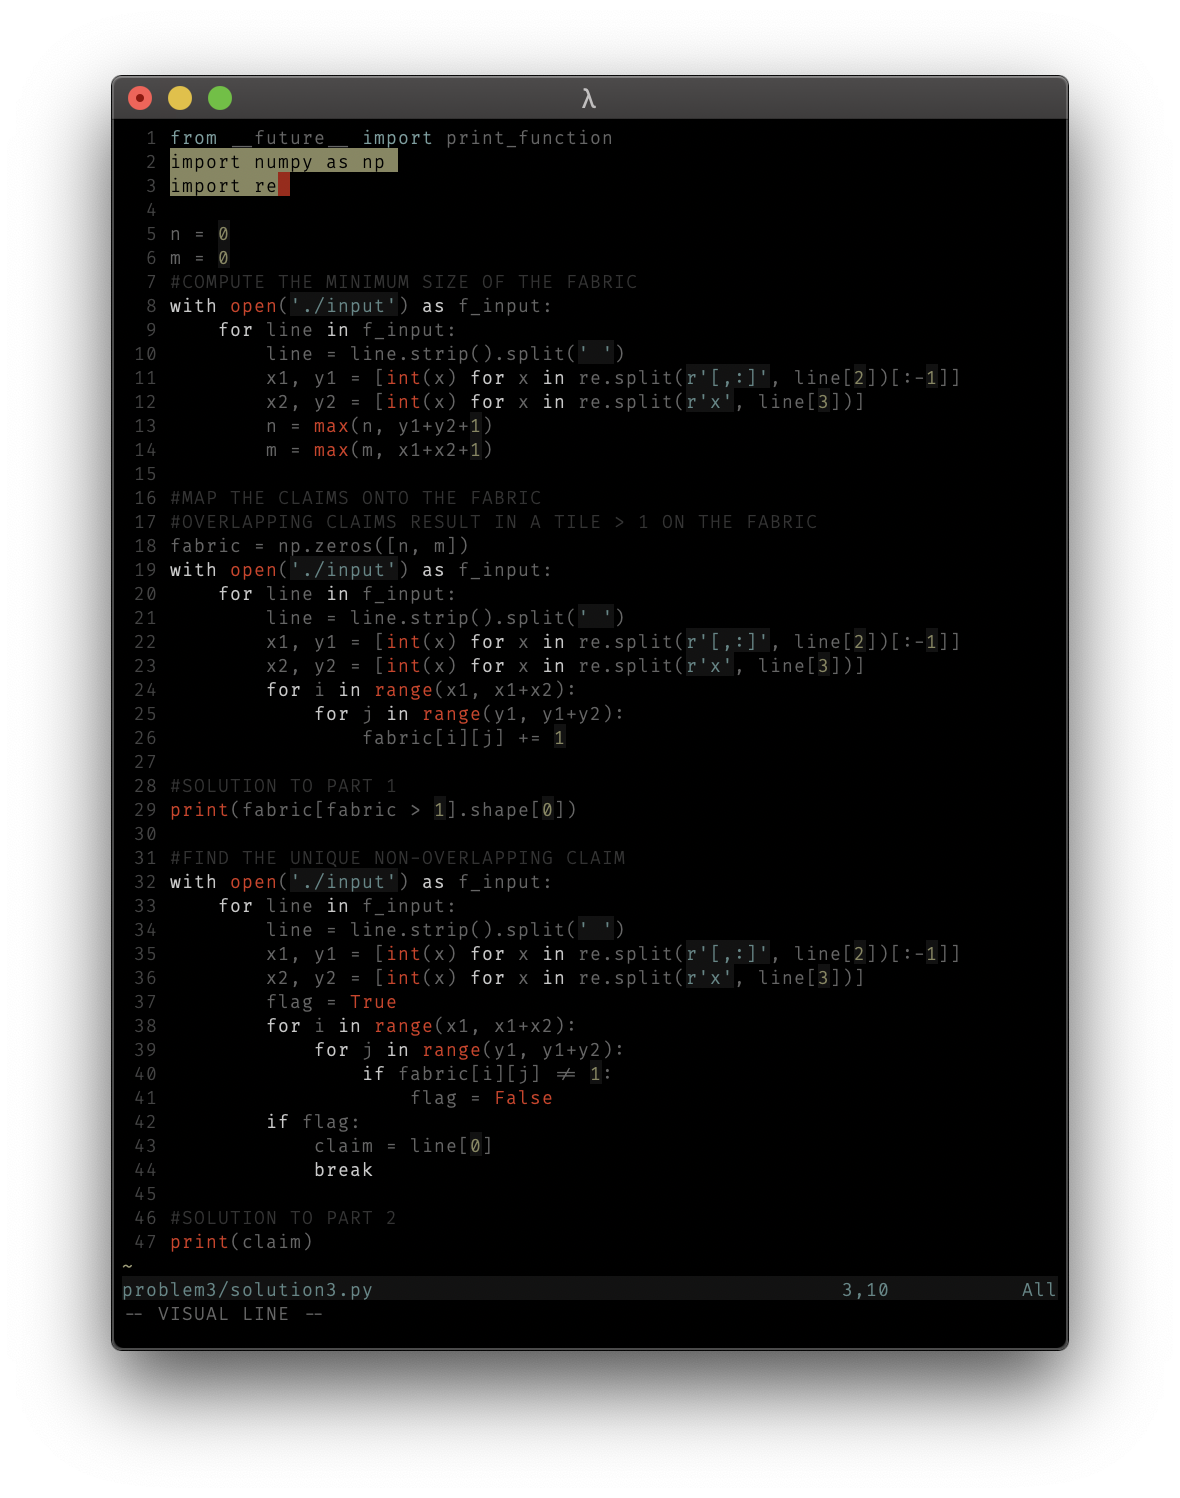 λ
1 from __future__ import print_function
2 import numpy as np
3 import re
4
5 n = 0
6 m = 0
7 #COMPUTE THE MINIMUM SIZE OF THE FABRIC
8 with open('./input') as f_input:
9     for line in f_input:
10         line = line.strip().split(' ')
11         x1, y1 = [int(x) for x in re.split(r'[,:]', line[2])[:-1]]
12         x2, y2 = [int(x) for x in re.split(r'x', line[3])]
13         n = max(n, y1+y2+1)
14         m = max(m, x1+x2+1)
15
16 #MAP THE CLAIMS ONTO THE FABRIC
17 #OVERLAPPING CLAIMS RESULT IN A TILE > 1 ON THE FABRIC
18 fabric = np.zeros([n, m])
19 with open('./input') as f_input:
20     for line in f_input:
21         line = line.strip().split(' ')
22         x1, y1 = [int(x) for x in re.split(r'[,:]', line[2])[:-1]]
23         x2, y2 = [int(x) for x in re.split(r'x', line[3])]
24         for i in range(x1, x1+x2):
25             for j in range(y1, y1+y2):
26                 fabric[i][j] += 1
27
28 #SOLUTION TO PART 1
29 print(fabric[fabric > 1].shape[0])
30
31 #FIND THE UNIQUE NON-OVERLAPPING CLAIM
32 with open('./input') as f_input:
33     for line in f_input:
34         line = line.strip().split(' ')
35         x1, y1 = [int(x) for x in re.split(r'[,:]', line[2])[:-1]]
36         x2, y2 = [int(x) for x in re.split(r'x', line[3])]
37         flag = True
38         for i in range(x1, x1+x2):
39             for j in range(y1, y1+y2):
40                 if fabric[i][j] ≠ 1:
41                     flag = False
42         if flag:
43             claim = line[0]
44             break
45
46 #SOLUTION TO PART 2
47 print(claim)
~
problem3/solution3.py 3,10 All
-- VISUAL LINE --